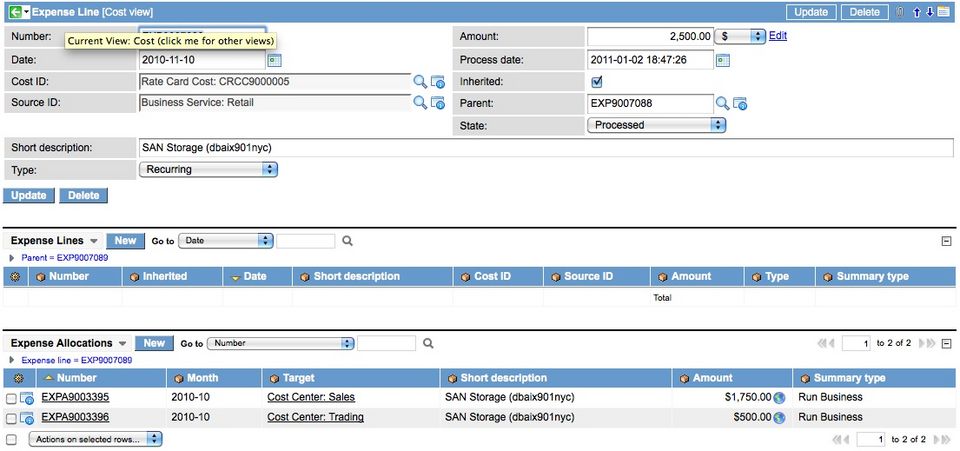 Expense Line [Cost view] Update Delete
Number: Amount: 2,500.00 $ Edit
Current View: Cost (click me for other views)
Date: 2010-11-10 Process date: 2011-01-02 18:47:26
Cost ID: Rate Card Cost: CRCC9000005 Inherited:
Source ID: Business Service: Retail Parent: EXP9007088
State: Processed
Short description: SAN Storage (dbaix901nyc)
Type: Recurring
Update Delete
Expense Lines New Go to Date
Parent = EXP9007089
Number Inherited Date Short description Cost ID Source ID Amount Type Summary type
Total
Expense Allocations New Go to Number 1 to 2 of 2
Expense line = EXP9007089
Number Month Target Short description Amount Summary type
EXPA9003395 2010-10 Cost Center: Sales SAN Storage (dbaix901nyc) $1,750.00 Run Business
EXPA9003396 2010-10 Cost Center: Trading SAN Storage (dbaix901nyc) $500.00 Run Business
Actions on selected rows... 1 to 2 of 2